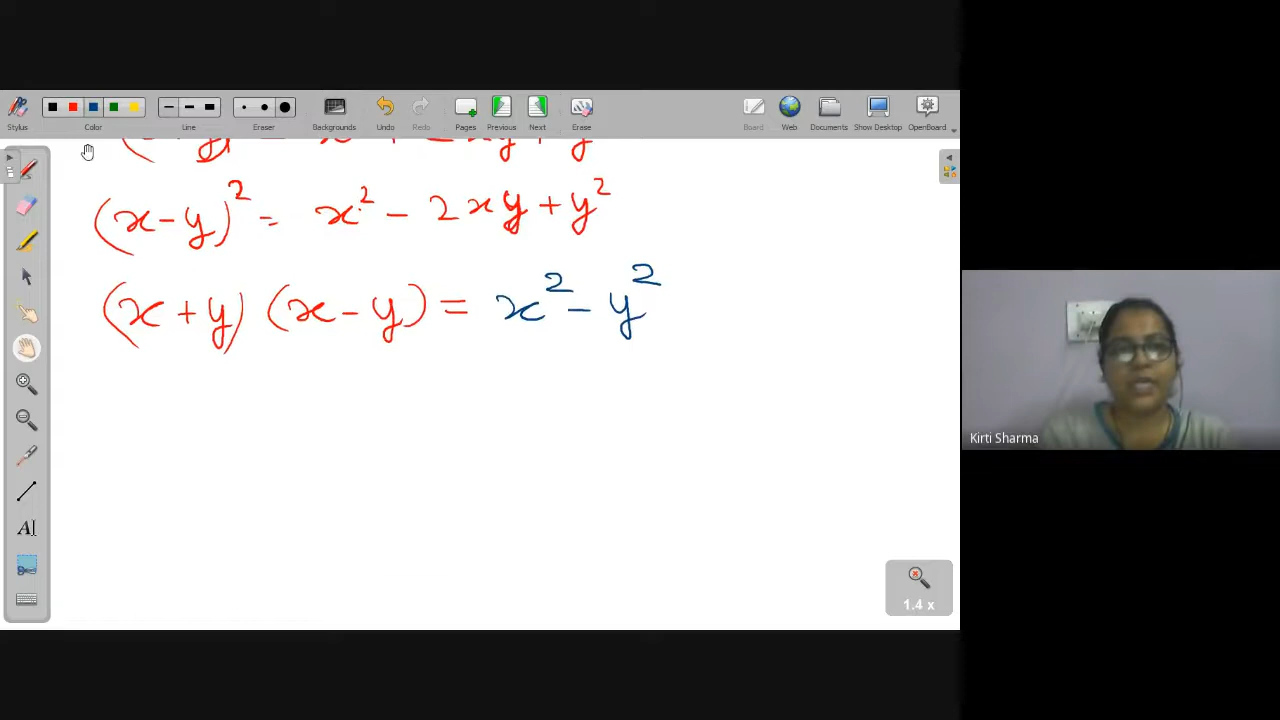 Stylus Color Line Eraser Backgrounds Undo Redo Pages Previous Next Erase Board Web Documents Show Desktop OpenBoard
(x-y)² = x² - 2xy + y²
(x+y) (x-y) = x² - y²
Kirti Sharma
1.4 x